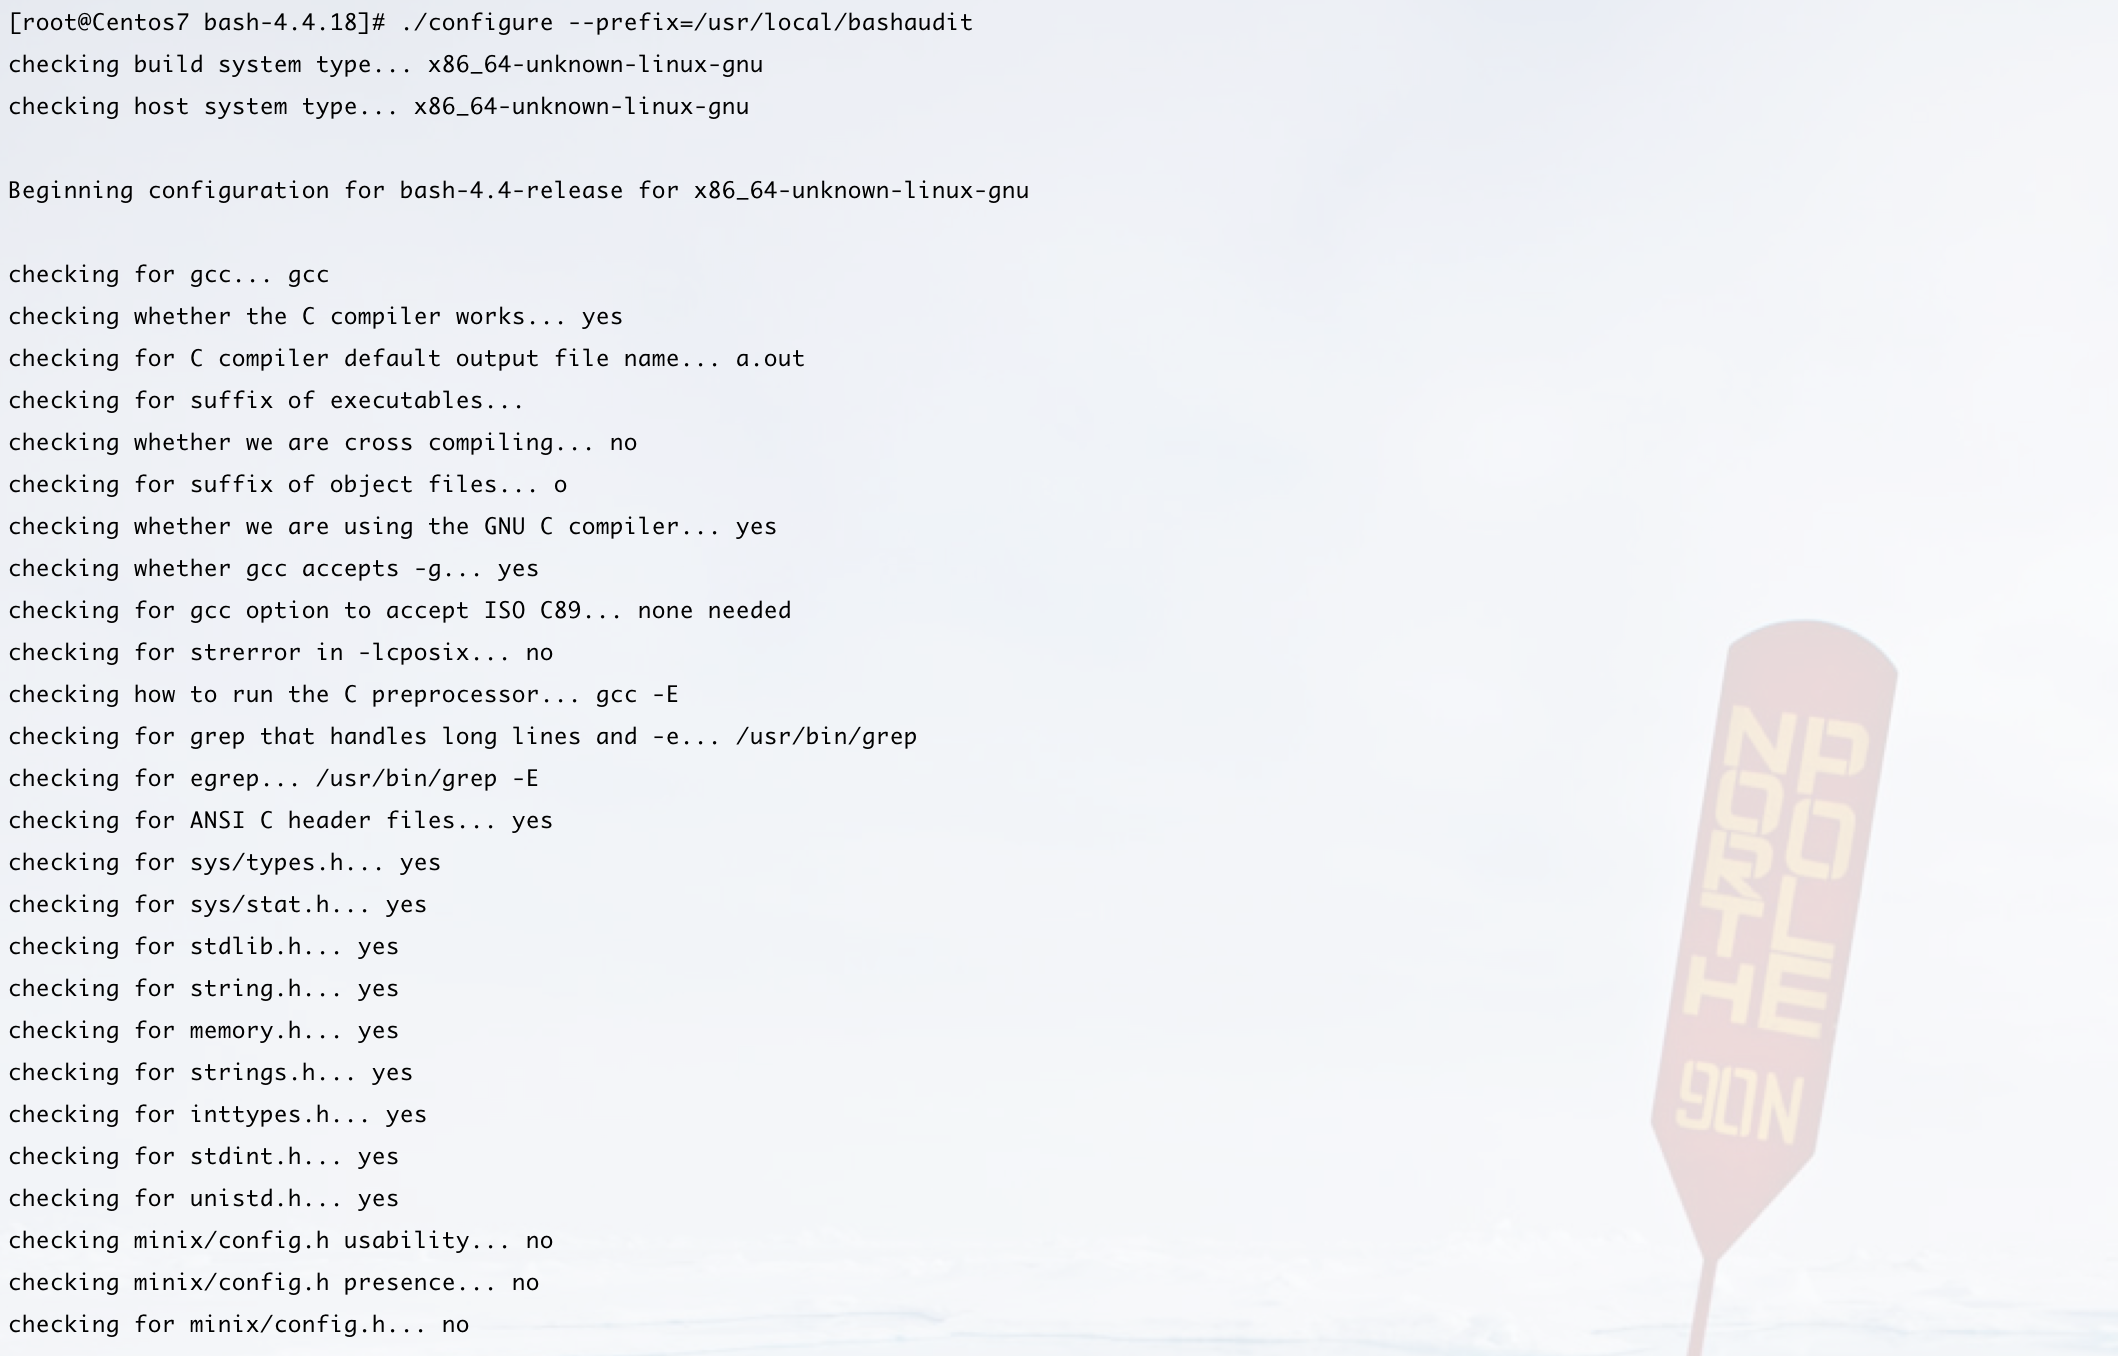 [root@Centos7 bash-4.4.18]# ./configure --prefix=/usr/local/bashaudit
checking build system type... x86_64-unknown-linux-gnu
checking host system type... x86_64-unknown-linux-gnu
Beginning configuration for bash-4.4-release for x86_64-unknown-linux-gnu
checking for gcc... gcc
checking whether the C compiler works... yes
checking for C compiler default output file name... a.out
checking for suffix of executables...
checking whether we are cross compiling... no
checking for suffix of object files... o
checking whether we are using the GNU C compiler... yes
checking whether gcc accepts -g... yes
checking for gcc option to accept ISO C89... none needed
checking for strerror in -lcposix... no
checking how to run the C preprocessor... gcc -E
checking for grep that handles long lines and -e... /usr/bin/grep
checking for egrep... /usr/bin/grep -E
checking for ANSI C header files... yes
checking for sys/types.h... yes
checking for sys/stat.h... yes
checking for stdlib.h... yes
checking for string.h... yes
checking for memory.h... yes
checking for strings.h... yes
checking for inttypes.h... yes
checking for stdint.h... yes
checking for unistd.h... yes
checking minix/config.h usability... no
checking minix/config.h presence... no
checking for minix/config.h... no
NORTH
POLE
90N